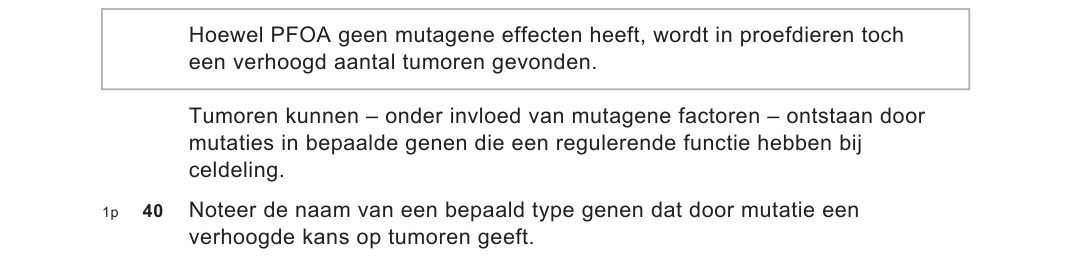 Hoewel PFOA geen mutagene effecten heeft, wordt in proefdieren toch
een verhoogd aantal tumoren gevonden.
Tumoren kunnen – onder invloed van mutagene factoren – ontstaan door
mutaties in bepaalde genen die een regulerende functie hebben bij
celdeling.
1p 40 Noteer de naam van een bepaald type genen dat door mutatie een
verhoogde kans op tumoren geeft.